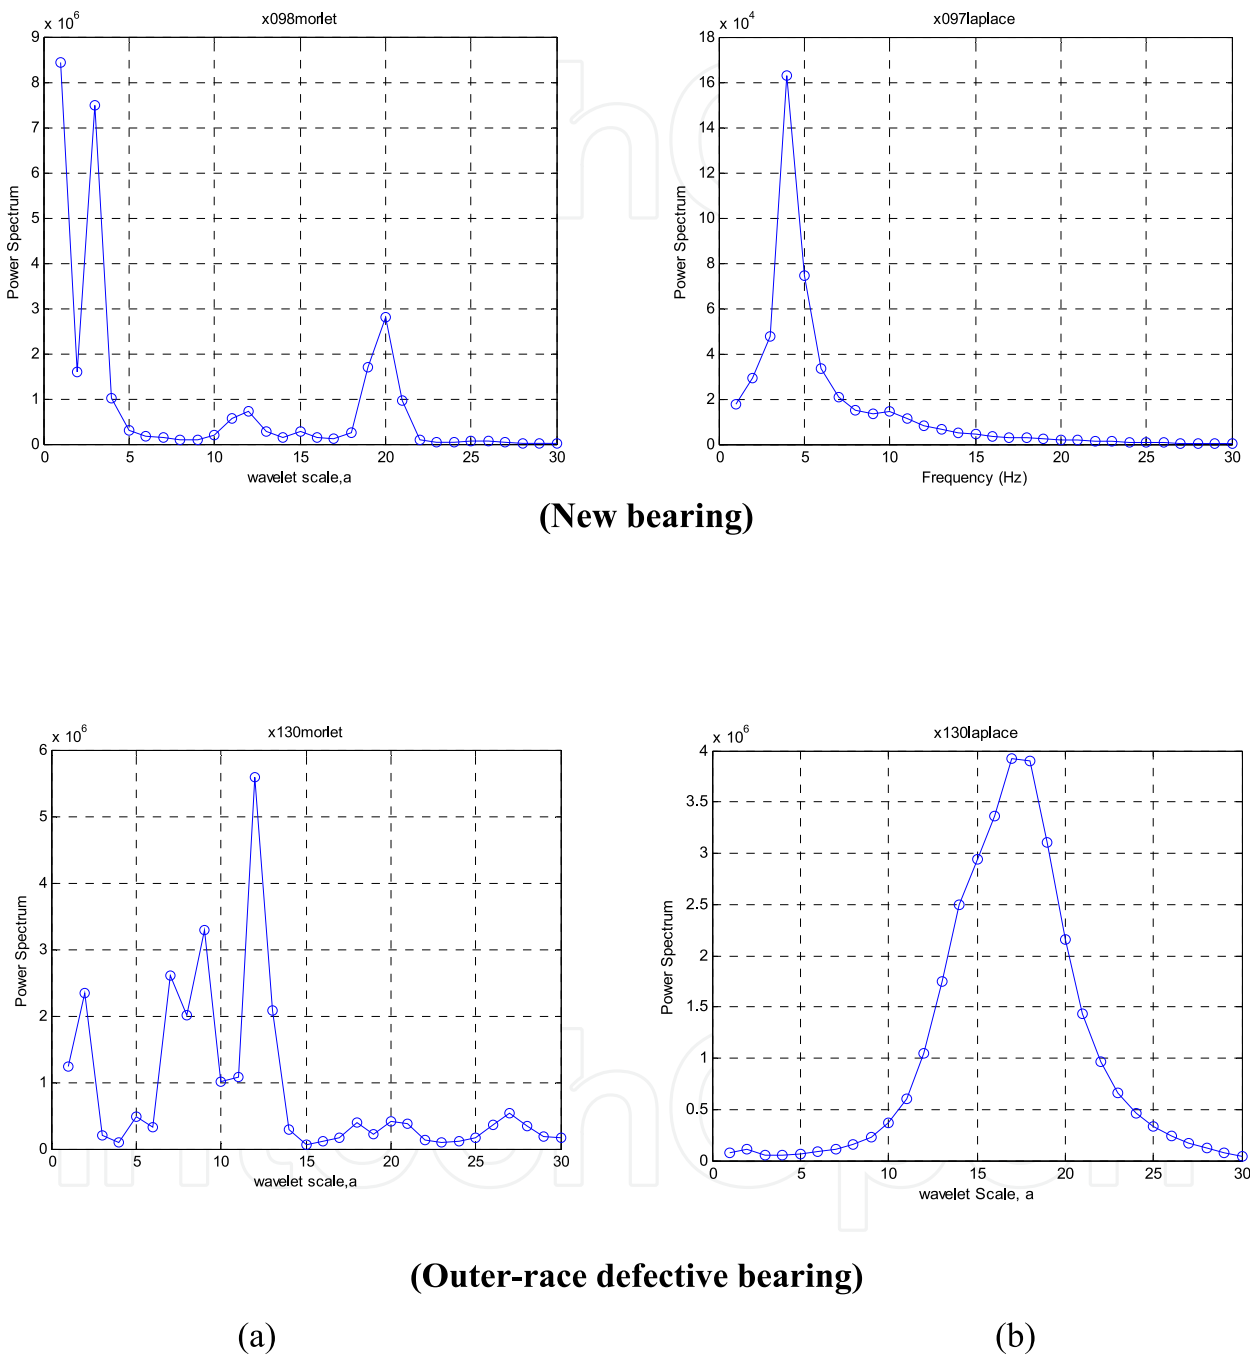 x098morlet
x 10^6
9
8
7
6
5
4
3
2
1
0
Power Spectrum
0 5 10 15 20 25 30
wavelet scale,a
x097laplace
x 10^4
18
16
14
12
10
8
6
4
2
0
Power Spectrum
0 5 10 15 20 25 30
Frequency (Hz)
(New bearing)
x130morlet
x 10^6
6
5
4
3
2
1
0
Power Spectrum
0 5 10 15 20 25 30
wavelet scale,a
x130laplace
x 10^6
4
3.5
3
2.5
2
1.5
1
0.5
0
Power Spectrum
0 5 10 15 20 25 30
wavelet Scale, a
(Outer-race defective bearing)
(a) (b)